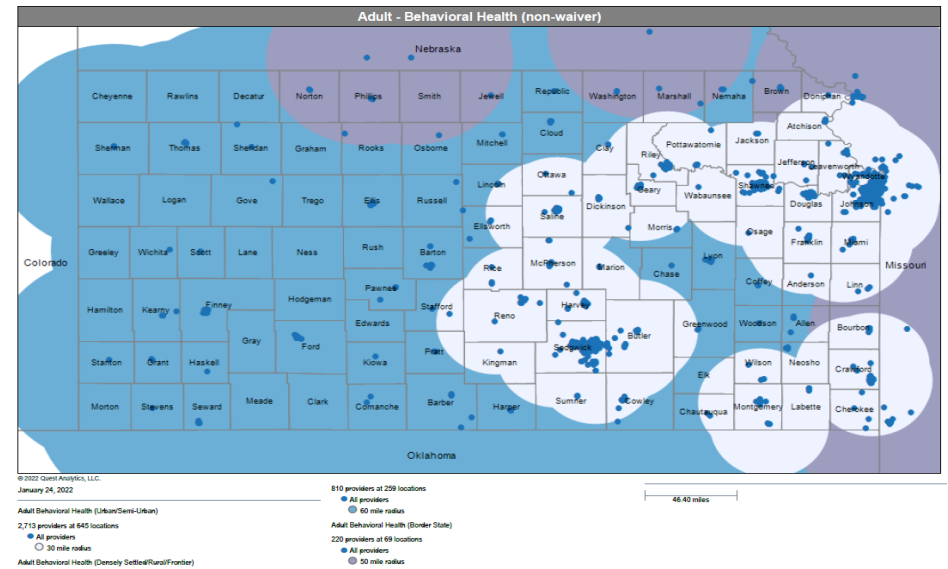 Adult - Behavioral Health (non-waiver)
Nebraska
Cheyenne Rawlins Decatur Norton Phillips Smith Jewell Republic Washington Marshall Nemaha Brown Doniphan
Atchison
Sherman Thomas Sheridan Graham Rooks Osborne Mitchell Cloud Clay Riley Pottawatomie Jackson
Jefferson Leavenworth
Wyandotte
Wallace Logan Gove Trego Ellis Russell Lincoln Ottawa Geary Wabaunsee Shawnee Douglas Johnson
Saline Dickinson
Ellsworth Morris Osage
Greeley Wichita Scott Lane Ness Rush Barton Franklin Miami
Colorado Missouri
Rice McPherson Marion Chase Lyon
Pawnee Coffey Anderson Linn
Hamilton Kearny Finney Hodgeman Stafford Reno Harvey
Edwards Greenwood Woodson Allen Bourbon
Gray Ford Sedgwick Butler
Stanton Grant Haskell Kiowa Pratt Kingman Elk Wilson Neosho Crawford
Morton Stevens Seward Meade Clark Comanche Barber Harper Sumner Cowley Chautauqua Montgomery Labette Cherokee
Oklahoma
© 2022 Quest Analytics, LLC.
January 24, 2022
Adult Behavioral Health (Urban/Semi-Urban)
2,713 providers at 645 locations
All providers
30 mile radius
Adult Behavioral Health (Densely Settled/Rural/Frontier)
810 providers at 259 locations
All providers
60 mile radius
Adult Behavioral Health (Border State)
220 providers at 69 locations
All providers
50 mile radius
46.40 miles